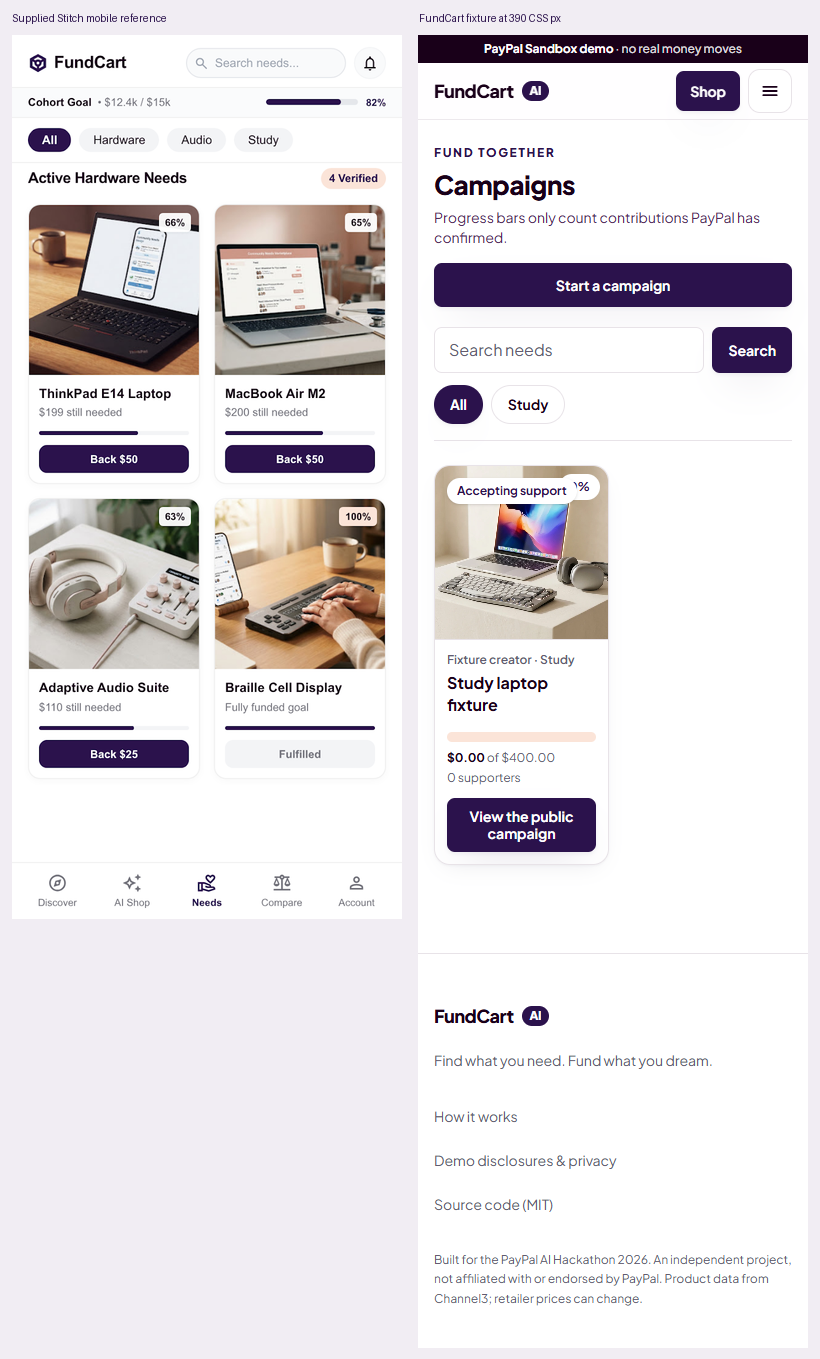 Supplied Stitch mobile reference
FundCart
Search needs...
Cohort Goal • $12.4k / $15k
82%
All
Hardware
Audio
Study
Active Hardware Needs
4 Verified
66%
ThinkPad E14 Laptop
$199 still needed
Back $50
65%
MacBook Air M2
$200 still needed
Back $50
63%
Adaptive Audio Suite
$110 still needed
Back $25
100%
Braille Cell Display
Fully funded goal
Fulfilled
Discover
AI Shop
Needs
Compare
Account
FundCart fixture at 390 CSS px
PayPal Sandbox demo · no real money moves
FundCart AI
Shop
FUND TOGETHER
Campaigns
Progress bars only count contributions PayPal has
confirmed.
Start a campaign
Search needs
Search
All
Study
Accepting support
%
Fixture creator · Study
Study laptop
fixture
$0.00 of $400.00
0 supporters
View the public
campaign
FundCart AI
Find what you need. Fund what you dream.
How it works
Demo disclosures & privacy
Source code (MIT)
Built for the PayPal AI Hackathon 2026. An independent project,
not affiliated with or endorsed by PayPal. Product data from
Channel3; retailer prices can change.